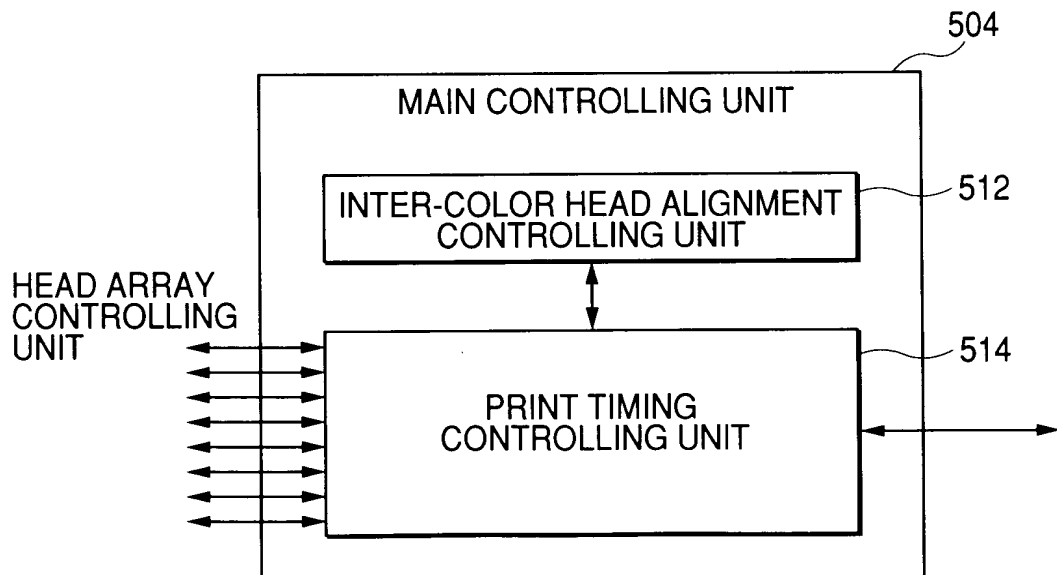 504
MAIN CONTROLLING UNIT
INTER-COLOR HEAD ALIGNMENT
CONTROLLING UNIT
512
HEAD ARRAY
CONTROLLING
UNIT
514
PRINT TIMING
CONTROLLING UNIT